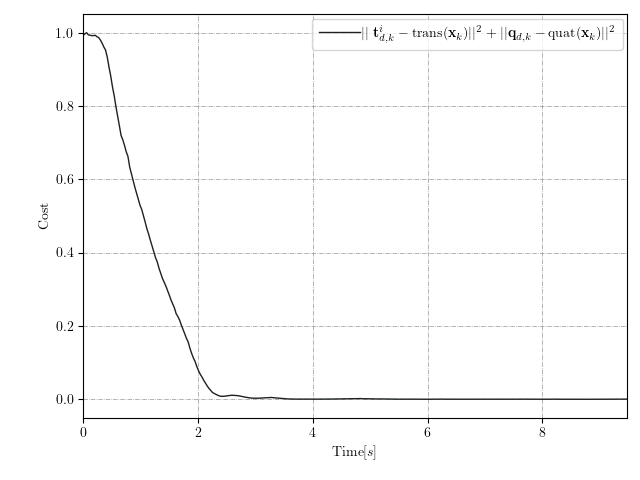 || t^i_{d,k} − trans(x_k)||^2 + ||q_{d,k} − quat(x_k)||^2
1.0
0.8
0.6
0.4
0.2
0.0
Cost
0 2 4 6 8
Time[s]